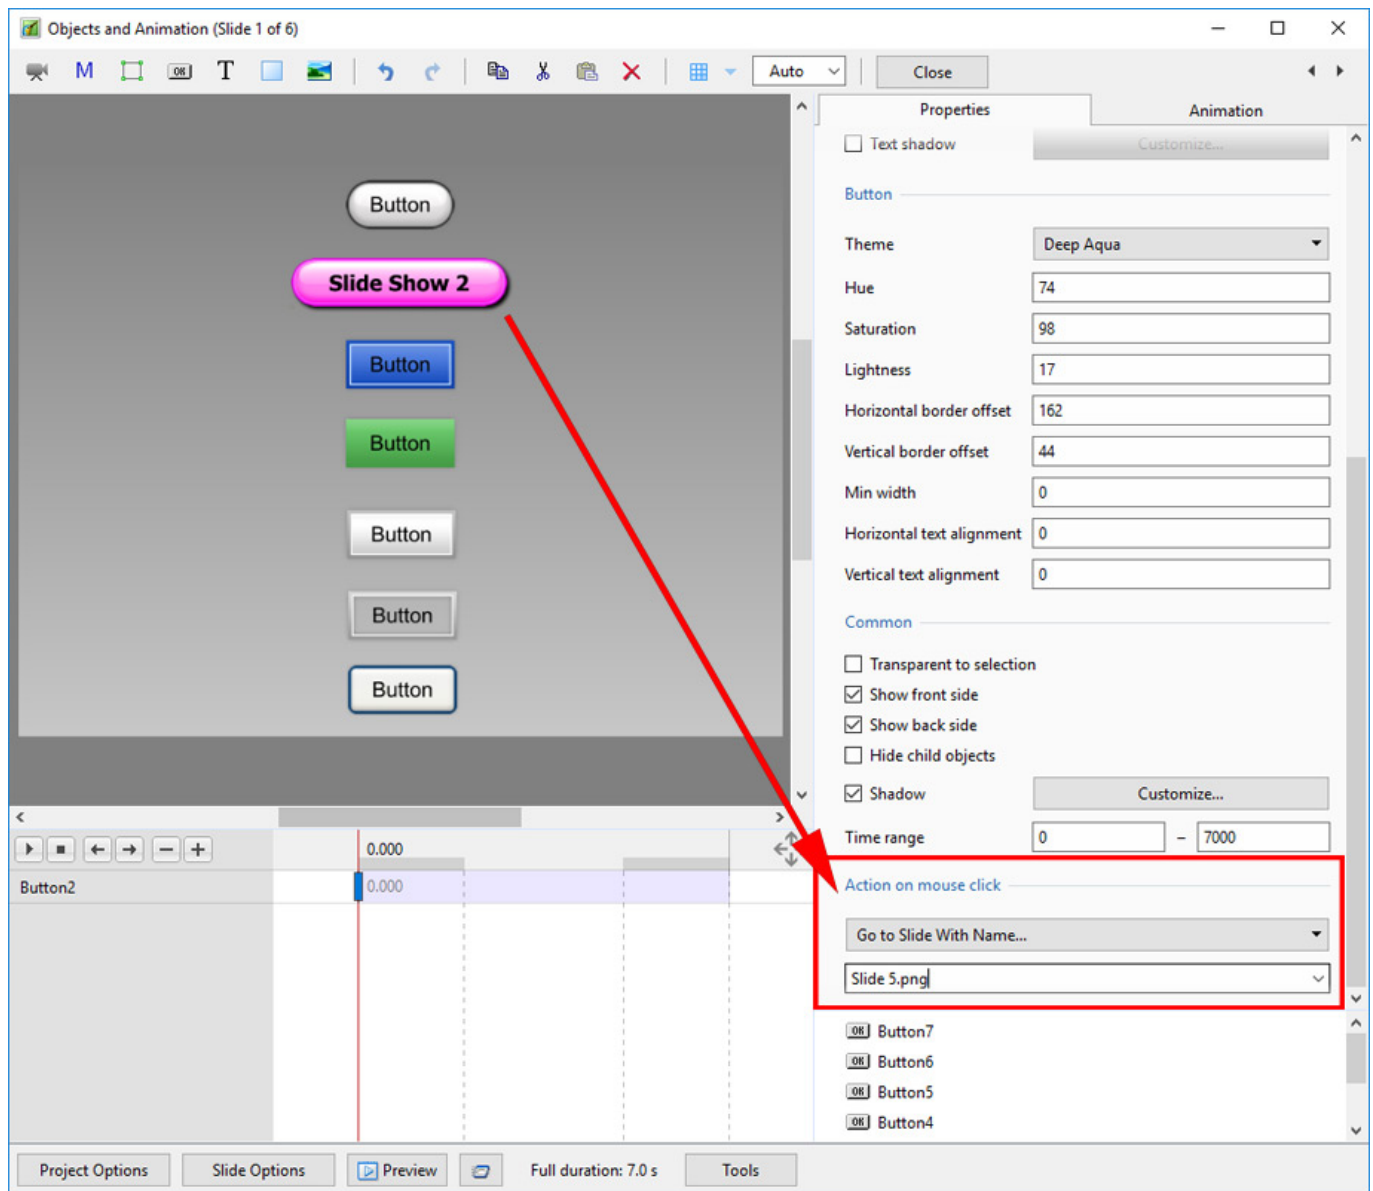 Objects and Animation (Slide 1 of 6)
M OK T Auto Close
Properties Animation
Text shadow Customize...
Button
Theme Deep Aqua
Hue 74
Saturation 98
Lightness 17
Horizontal border offset 162
Vertical border offset 44
Min width 0
Horizontal text alignment 0
Vertical text alignment 0
Common
Transparent to selection
Show front side
Show back side
Hide child objects
Shadow Customize...
Time range 0 – 7000
Action on mouse click
Go to Slide With Name...
Slide 5.png
OK Button7
OK Button6
OK Button5
OK Button4
Button
Slide Show 2
Button
Button
Button
Button
Button
0.000
Button2 0.000
Project Options Slide Options Preview Full duration: 7.0 s Tools